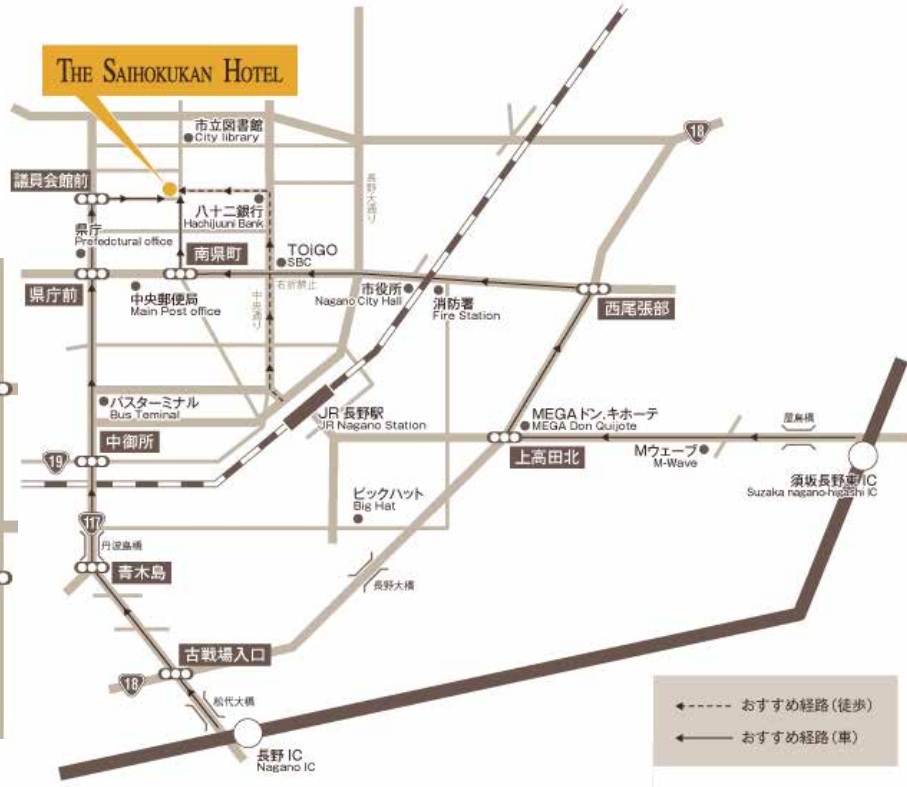 THE SAIHOKUKAN HOTEL
市立図書館
City library
18
議員会館前
長野大通り
八十二銀行
Hachijuuni Bank
県庁
Prefedctural office
南県町
TOiGO
SBC
右折禁止
県庁前
中央郵便局
Main Post office
中央通り
市役所
Nagano City Hall
消防署
Fire Station
西尾張部
バスターミナル
Bus Teminal
JR 長野駅
JR Nagano Station
MEGAドン.キホーテ
MEGA Don Quijote
屋島橋
中御所
19
上高田北
Mウェーブ
M-Wave
須坂長野東IC
Suzaka nagano-higashi IC
ビックハット
Big Hat
117
丹波島橋
青木島
長野大橋
古戦場入口
18
松代大橋
長野 IC
Nagano IC
おすすめ経路(徒歩)
おすすめ経路(車)